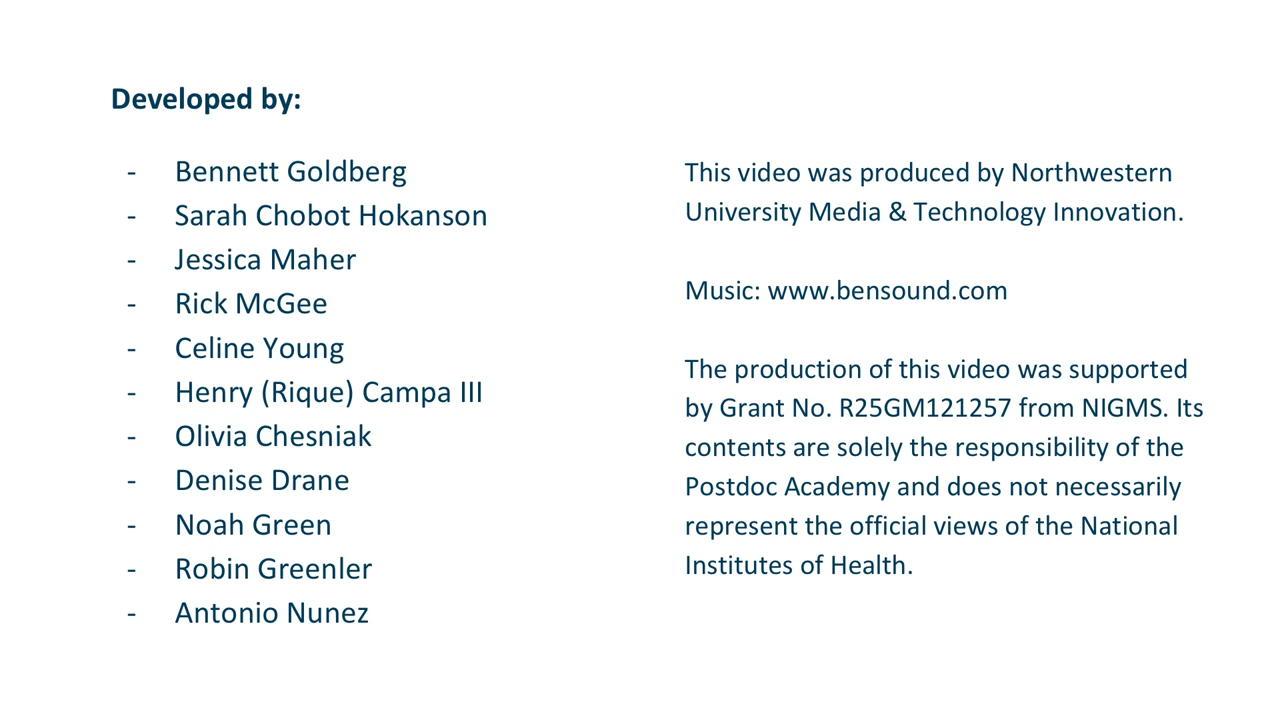 Developed by:
- Bennett Goldberg
- Sarah Chobot Hokanson
- Jessica Maher
- Rick McGee
- Celine Young
- Henry (Rique) Campa III
- Olivia Chesniak
- Denise Drane
- Noah Green
- Robin Greenler
- Antonio Nunez
This video was produced by Northwestern
University Media & Technology Innovation.
Music: www.bensound.com
The production of this video was supported
by Grant No. R25GM121257 from NIGMS. Its
contents are solely the responsibility of the
Postdoc Academy and does not necessarily
represent the official views of the National
Institutes of Health.